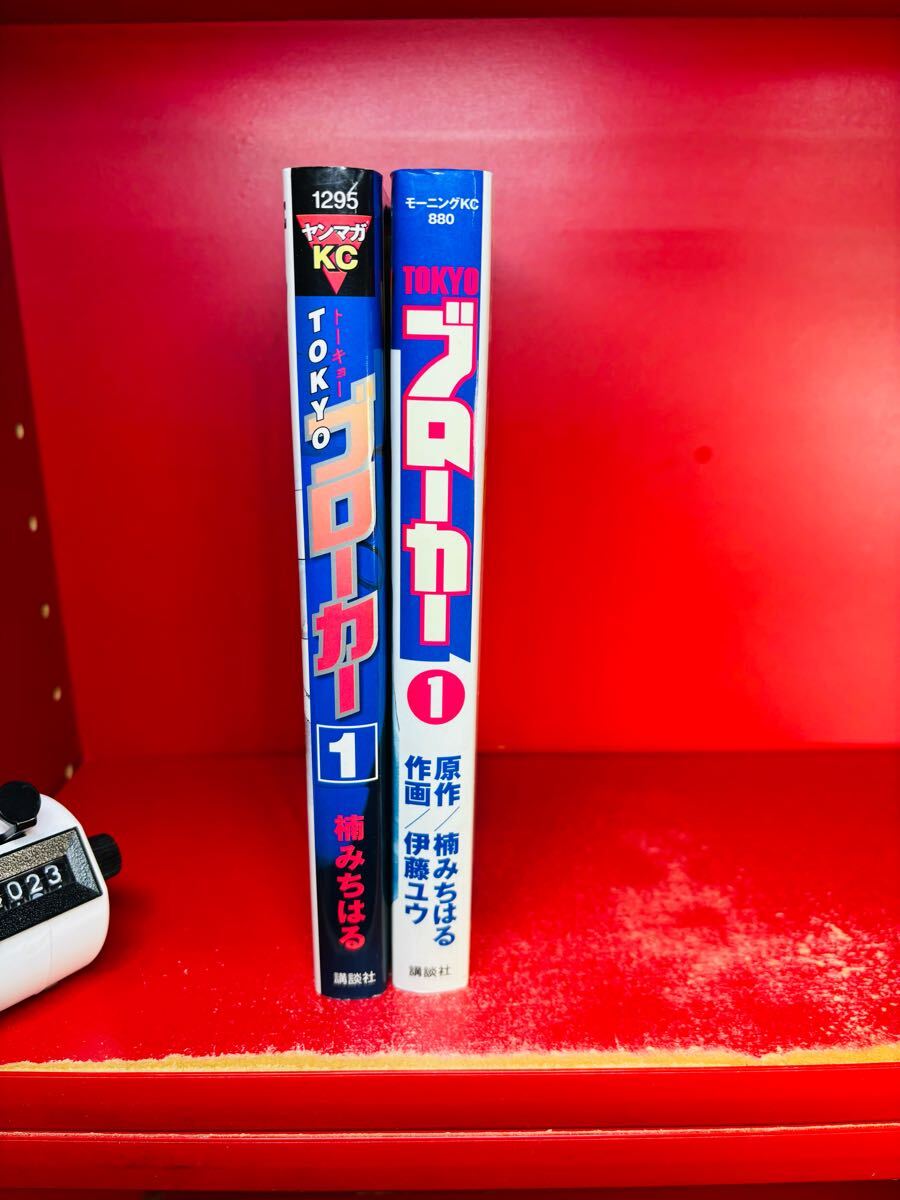 1295
ヤンマガ
KC
トーキョー
TOKYO
ブローカー
1
楠みちはる
講談社
モーニングKC
880
TOKYO
ブローカー
1
原作/楠みちはる
作画/伊藤ユウ
講談社
023